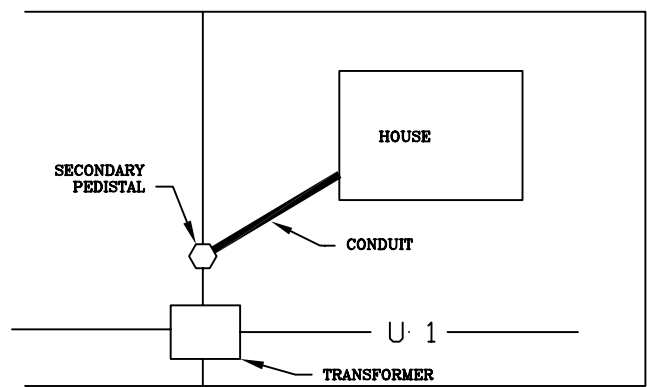 HOUSE
SECONDARY
PEDISTAL
CONDUIT
U 1
TRANSFORMER